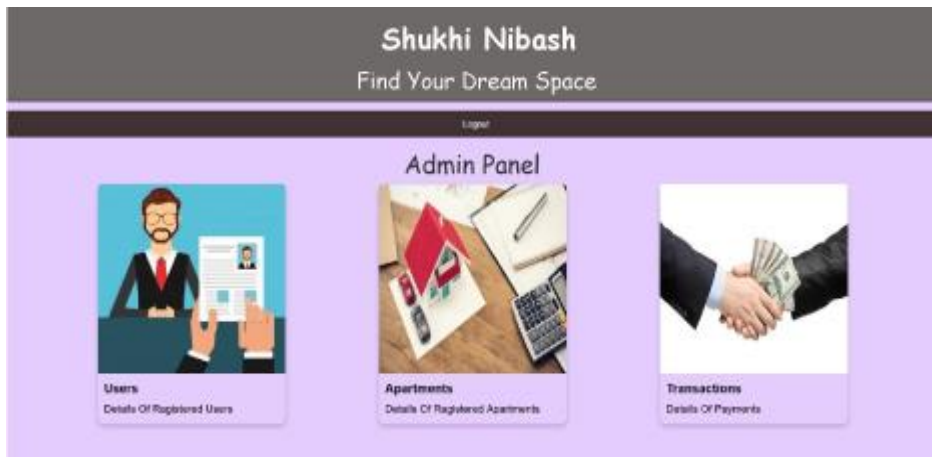 Shukhi Nibash
Find Your Dream Space
Logout
Admin Panel
Users
Details Of Registered Users
Apartments
Details Of Registered Apartments
Transactions
Details Of Payments